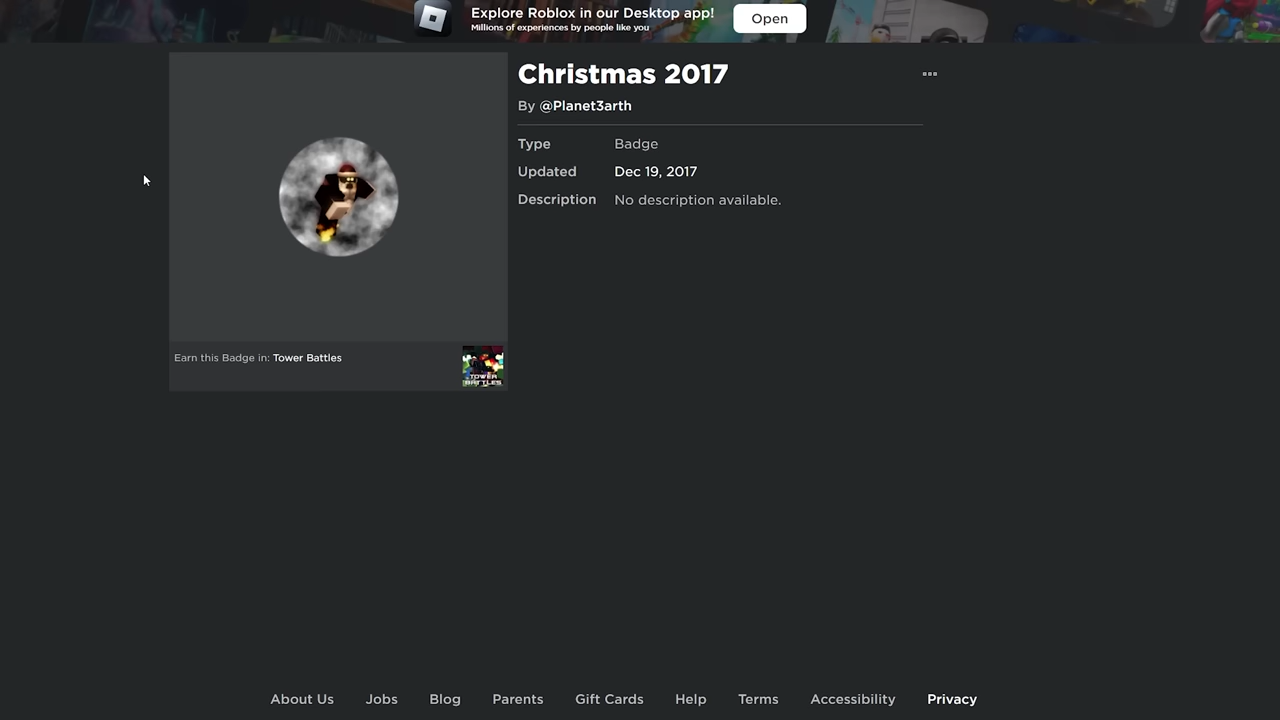 Explore Roblox in our Desktop app!
Millions of experiences by people like you
Open
Christmas 2017
By @Planet3arth
Type Badge
Updated Dec 19, 2017
Description No description available.
Earn this Badge in: Tower Battles
TOWER
BATTLES
About Us Jobs Blog Parents Gift Cards Help Terms Accessibility Privacy